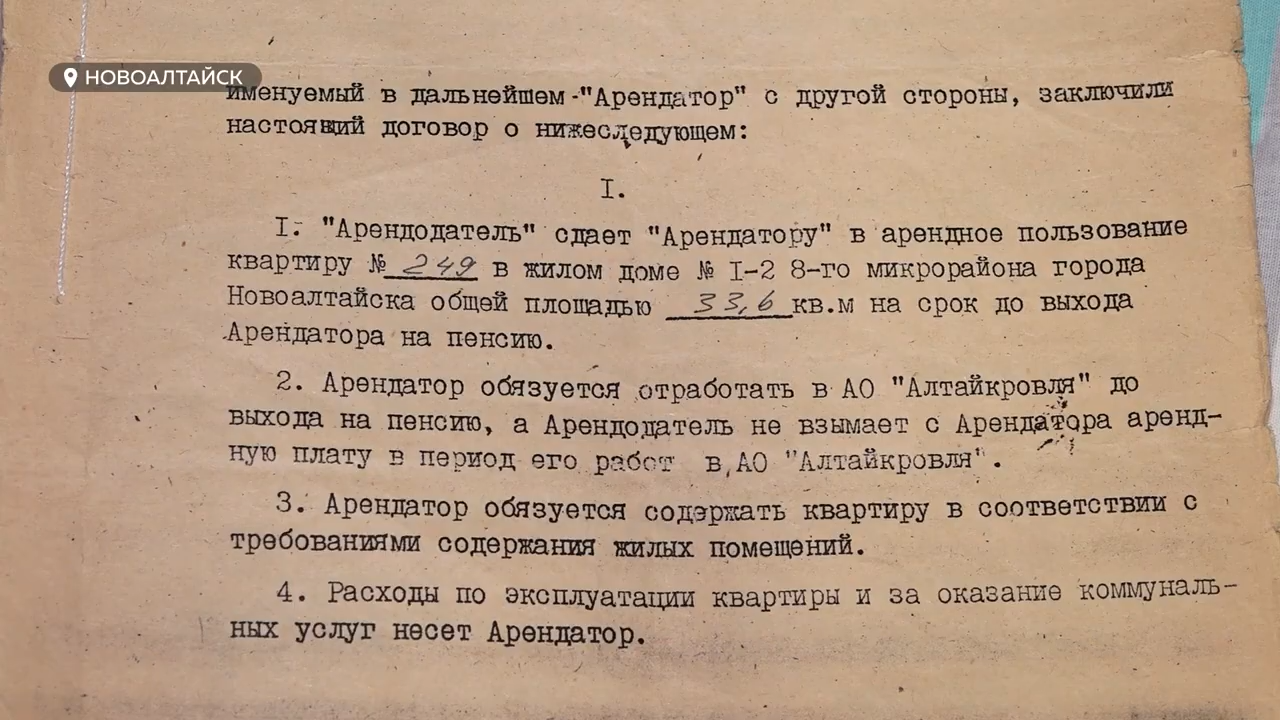 НОВОАЛТАЙСК
именуемый в дальнейшем -"Арендатор" с другой стороны, заключили
настоящий договор о нижеследующем:
I.
I. "Арендодатель" сдает "Арендатору" в арендное пользование
квартиру № 249 в жилом доме № I-2 8-го микрорайона города
Новоалтайска общей площадью 33,6 кв.м на срок до выхода
Арендатора на пенсию.
2. Арендатор обязуется отработать в АО "Алтайкровля" до
выхода на пенсию, а Арендодатель не взымает с Арендатора аренд-
ную плату в период его работ в АО "Алтайкровля".
3. Арендатор обязуется содержать квартиру в соответствии с
требованиями содержания жилых помещений.
4. Расходы по эксплуатации квартиры и за оказание коммуналь-
ных услуг несет Арендатор.